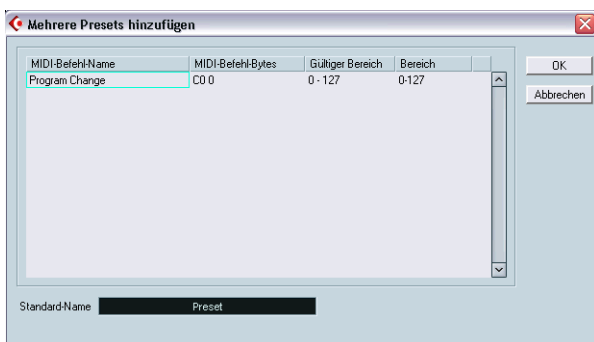 Mehrere Presets hinzufügen
MIDI-Befehl-Name MIDI-Befehl-Bytes Gültiger Bereich Bereich
Program Change C0 0 0 - 127 0-127
OK
Abbrechen
Standard-Name Preset